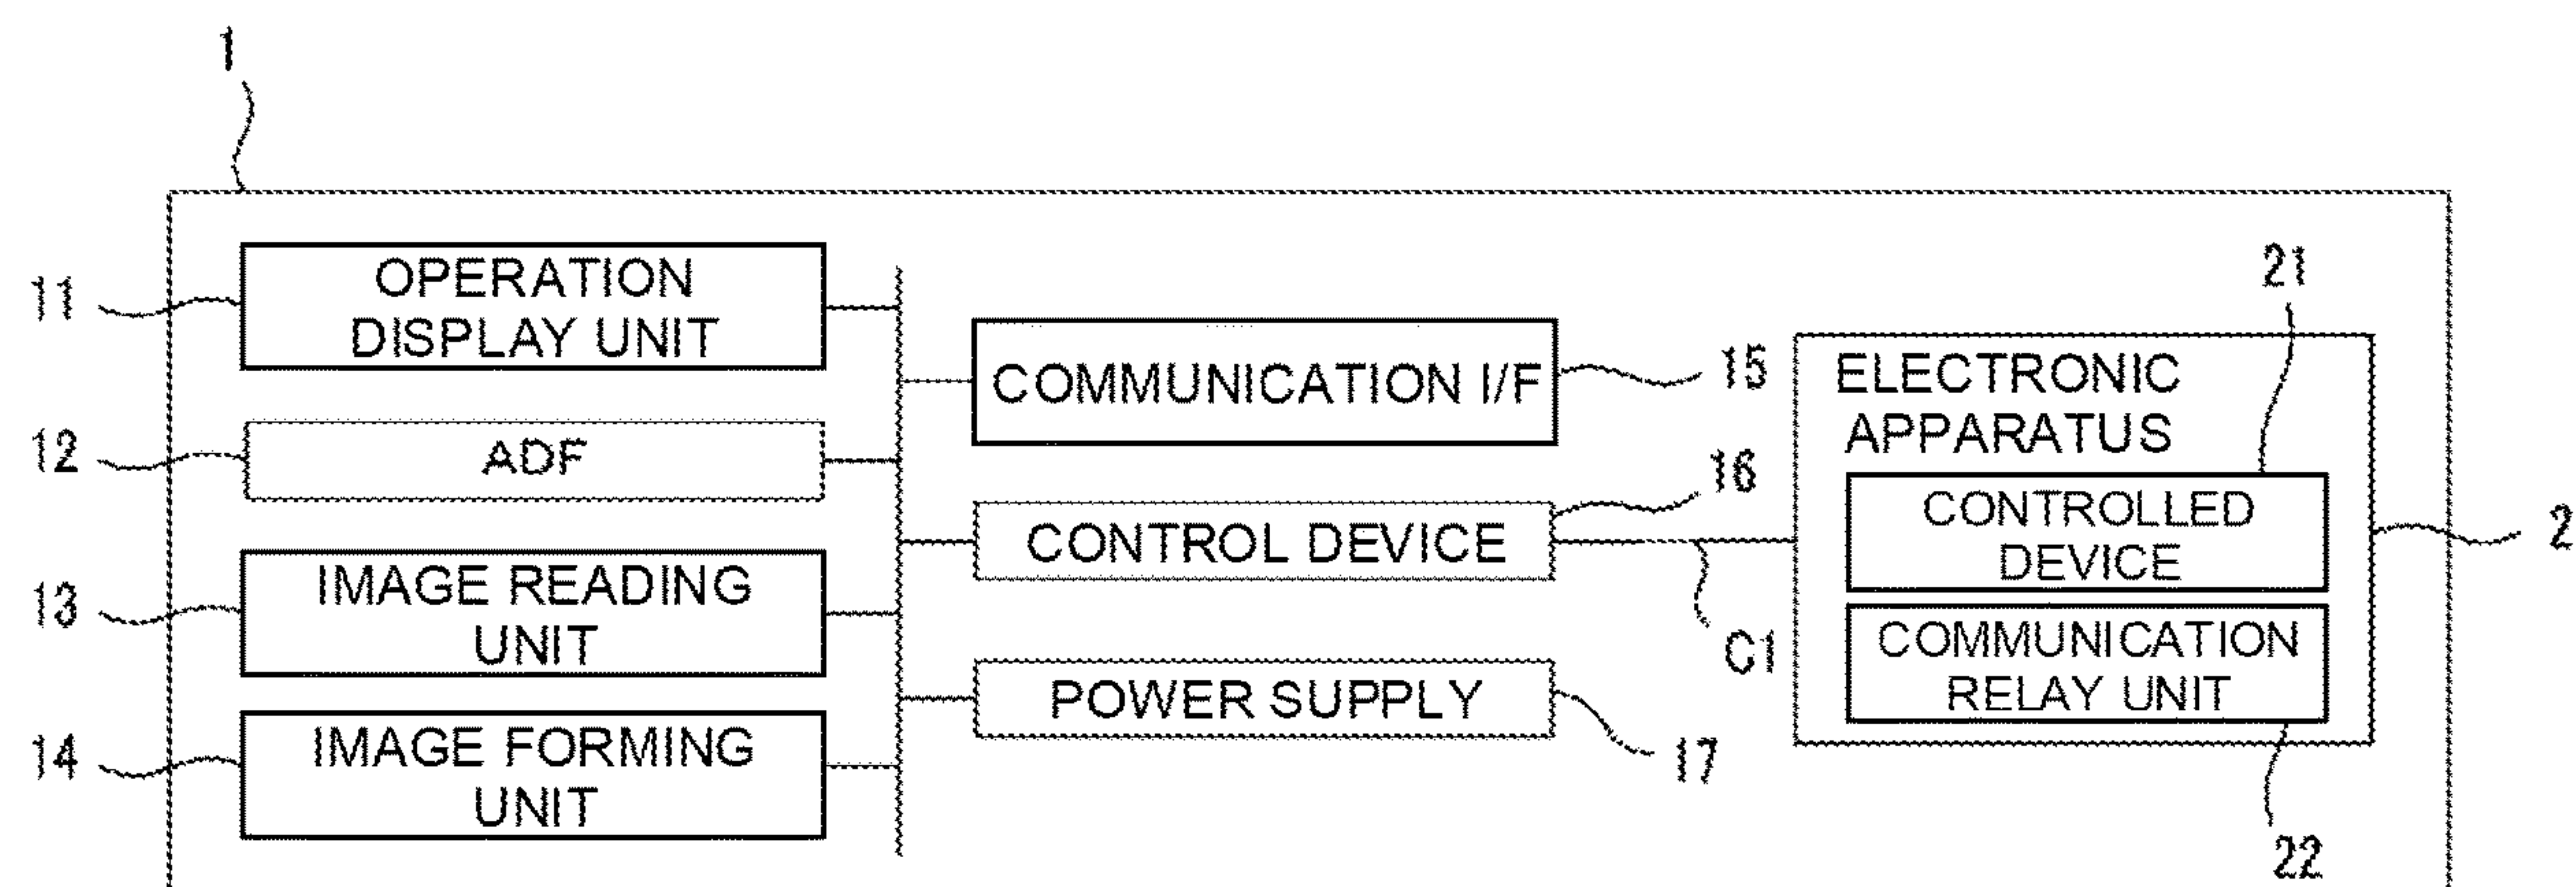 1
11
OPERATION
DISPLAY UNIT
12
ADF
13
IMAGE READING
UNIT
14
IMAGE FORMING
UNIT
COMMUNICATION I/F
15
CONTROL DEVICE
16
C1
POWER SUPPLY
17
ELECTRONIC
APPARATUS
21
CONTROLLED
DEVICE
2
COMMUNICATION
RELAY UNIT
22